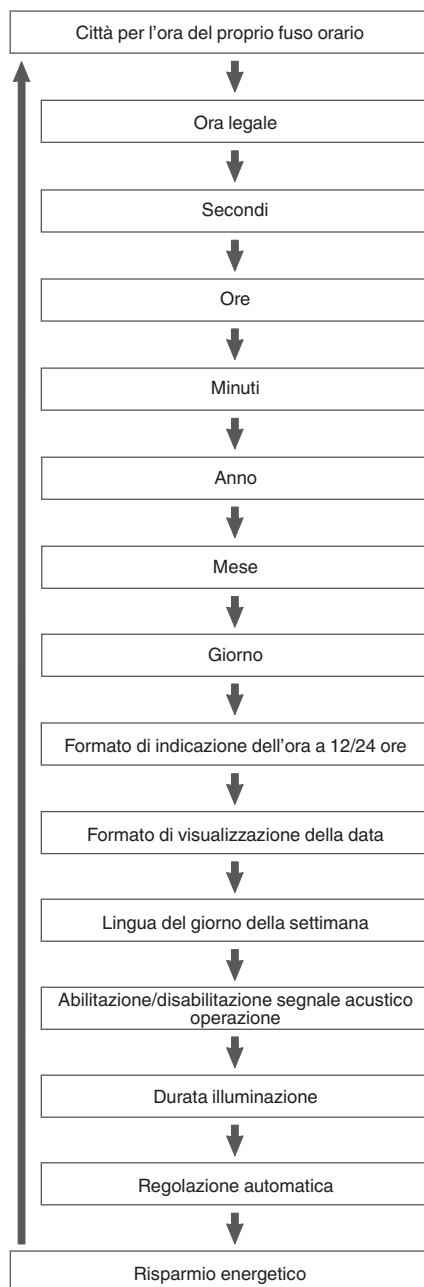 Città per l’ora del proprio fuso orario
Ora legale
Secondi
Ore
Minuti
Anno
Mese
Giorno
Formato di indicazione dell’ora a 12/24 ore
Formato di visualizzazione della data
Lingua del giorno della settimana
Abilitazione/disabilitazione segnale acustico
operazione
Durata illuminazione
Regolazione automatica
Risparmio energetico